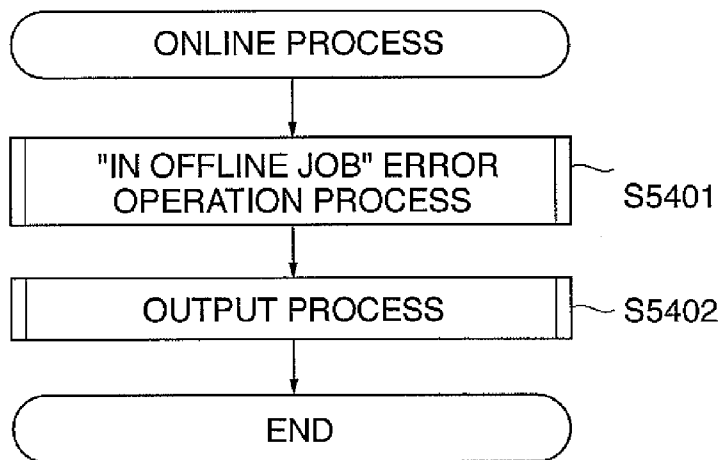 ONLINE PROCESS
"IN OFFLINE JOB" ERROR
OPERATION PROCESS
S5401
OUTPUT PROCESS
S5402
END